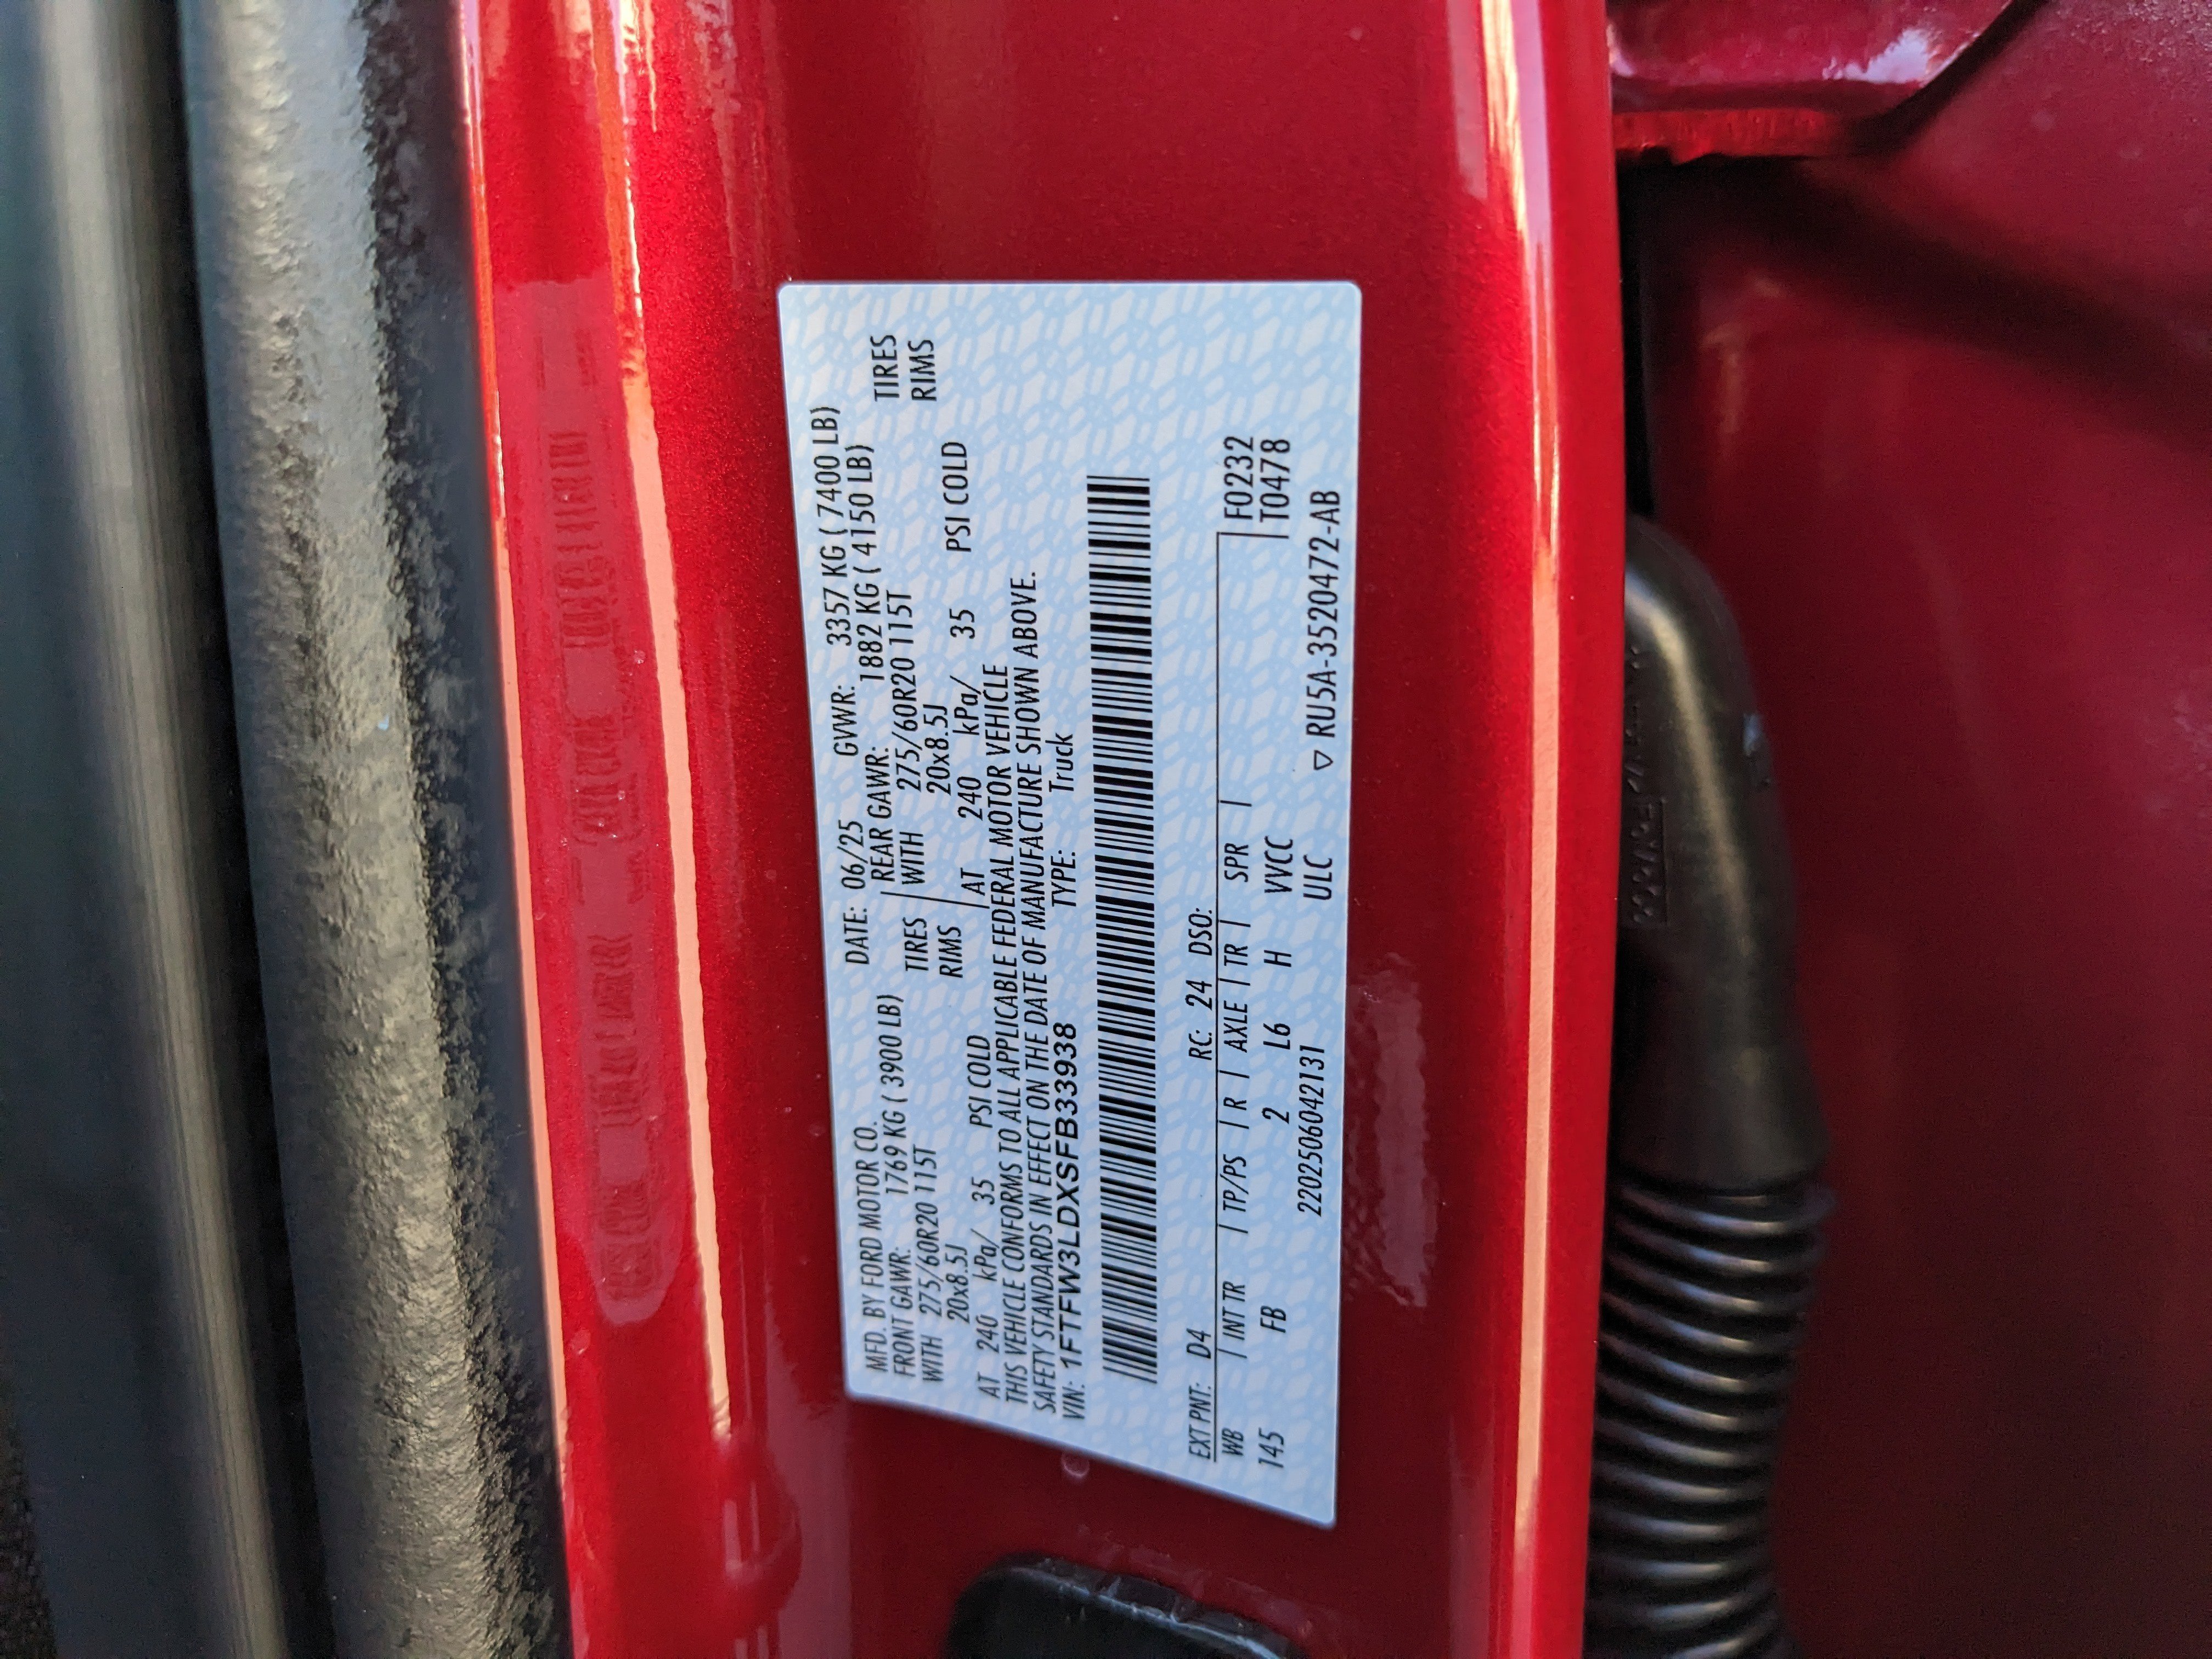 MFD. BY FORD MOTOR CO. DATE: 06/25 GVWR: 3357 KG ( 7400 LB)
FRONT GAWR: 1769 KG ( 3900 LB) REAR GAWR: 1882 KG ( 4150 LB)
WITH 275/60R20 115T TIRES WITH 275/60R20 115T TIRES
20x8.5J RIMS 20x8.5J RIMS
AT 240 kPa/ 35 PSI COLD AT 240 kPa/ 35 PSI COLD
THIS VEHICLE CONFORMS TO ALL APPLICABLE FEDERAL MOTOR VEHICLE
SAFETY STANDARDS IN EFFECT ON THE DATE OF MANUFACTURE SHOWN ABOVE.
VIN: 1FTFW3LDXSFB33938 TYPE: Truck
EXT PNT: D4 RC: 24 DSO:
WB | INT TR | TP/PS | R | AXLE | TR | SPR | F0232
145 FB 2 L6 H VVCC T0478
2202506042131 ULC ▽ RU5A-3520472-AB